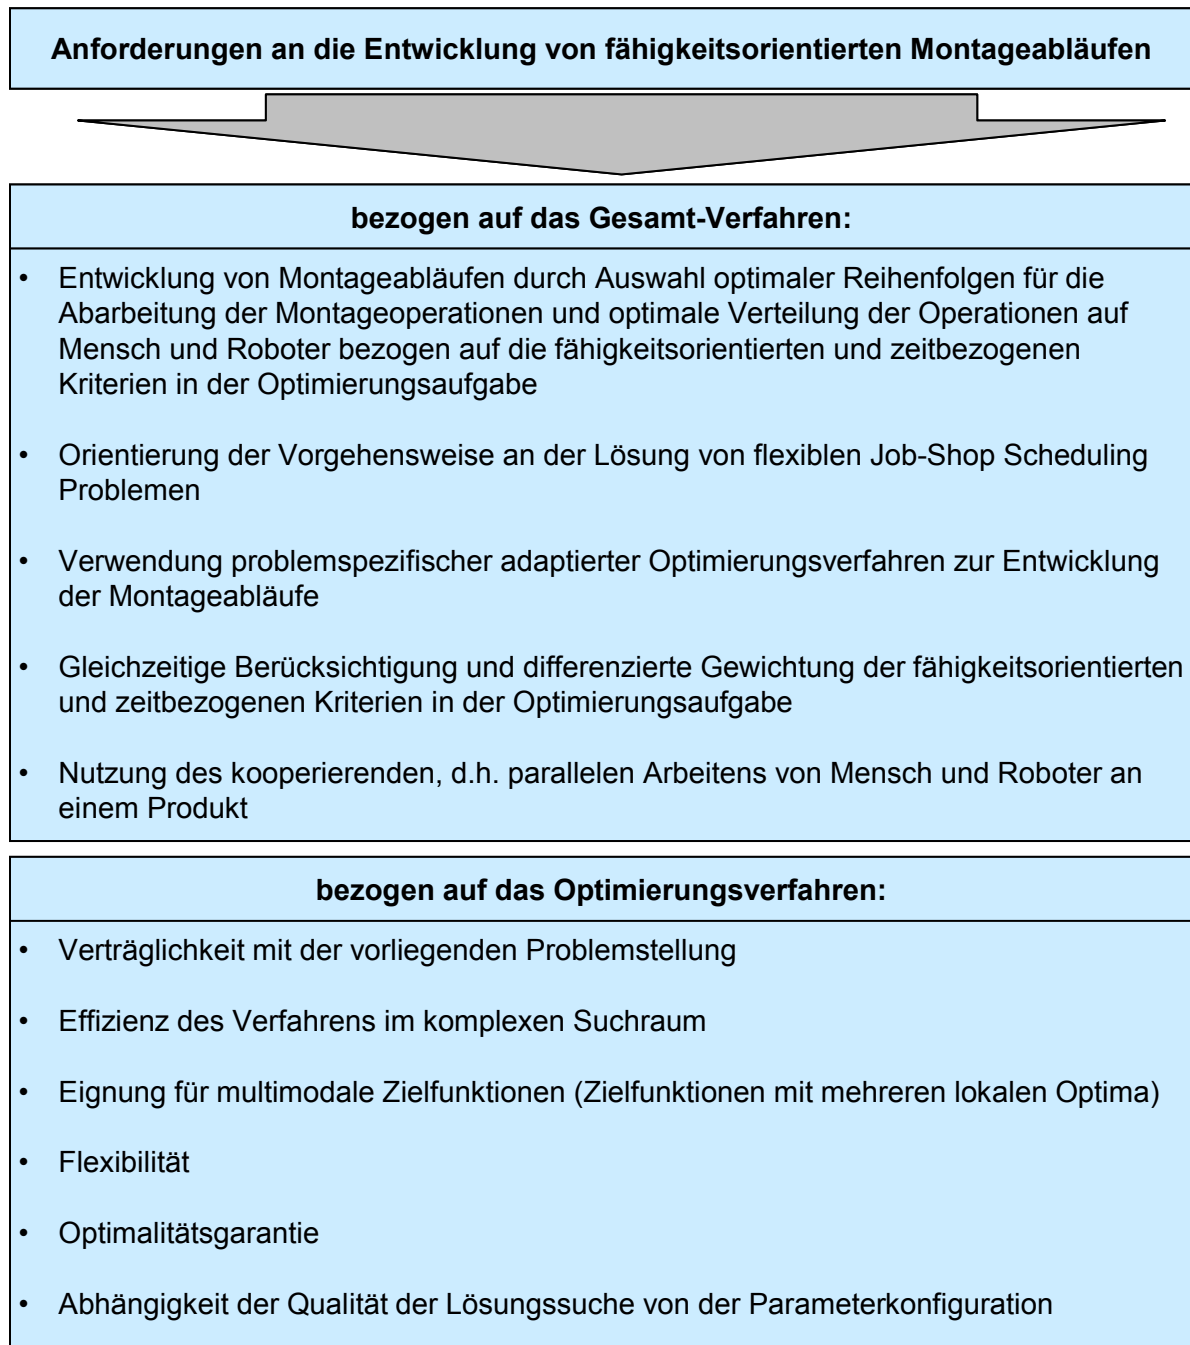 Anforderungen an die Entwicklung von fähigkeitsorientierten Montageabläufen
bezogen auf das Gesamt-Verfahren:
• Entwicklung von Montageabläufen durch Auswahl optimaler Reihenfolgen für die
Abarbeitung der Montageoperationen und optimale Verteilung der Operationen auf
Mensch und Roboter bezogen auf die fähigkeitsorientierten und zeitbezogenen
Kriterien in der Optimierungsaufgabe
• Orientierung der Vorgehensweise an der Lösung von flexiblen Job-Shop Scheduling
Problemen
• Verwendung problemspezifischer adaptierter Optimierungsverfahren zur Entwicklung
der Montageabläufe
• Gleichzeitige Berücksichtigung und differenzierte Gewichtung der fähigkeitsorientierten
und zeitbezogenen Kriterien in der Optimierungsaufgabe
• Nutzung des kooperierenden, d.h. parallelen Arbeitens von Mensch und Roboter an
einem Produkt
bezogen auf das Optimierungsverfahren:
• Verträglichkeit mit der vorliegenden Problemstellung
• Effizienz des Verfahrens im komplexen Suchraum
• Eignung für multimodale Zielfunktionen (Zielfunktionen mit mehreren lokalen Optima)
• Flexibilität
• Optimalitätsgarantie
• Abhängigkeit der Qualität der Lösungssuche von der Parameterkonfiguration